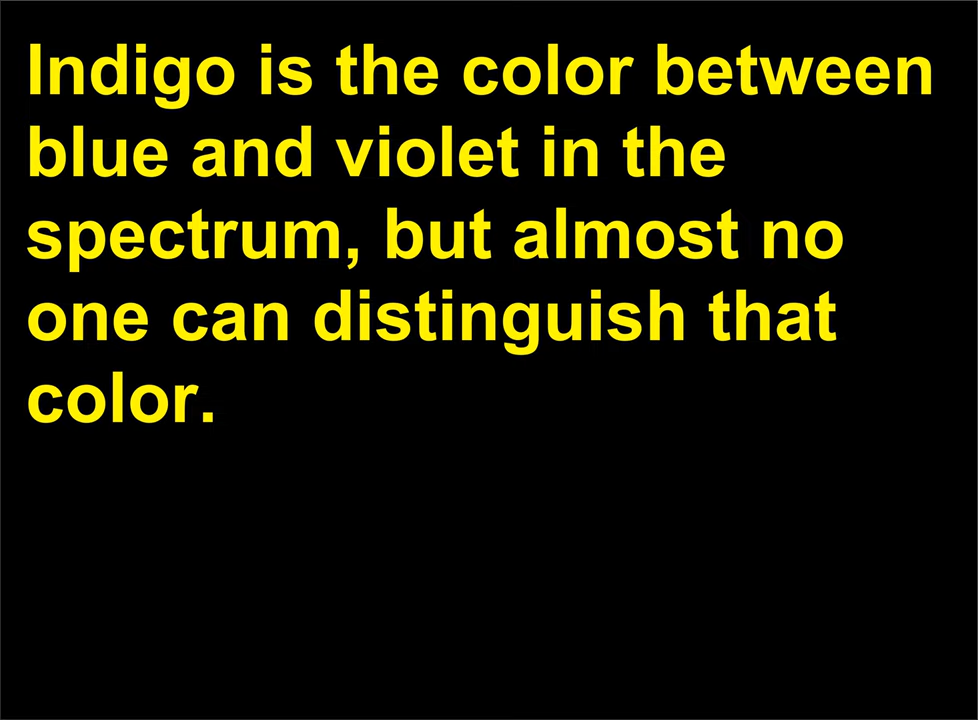 Indigo is the color between
blue and violet in the
spectrum, but almost no
one can distinguish that
color.